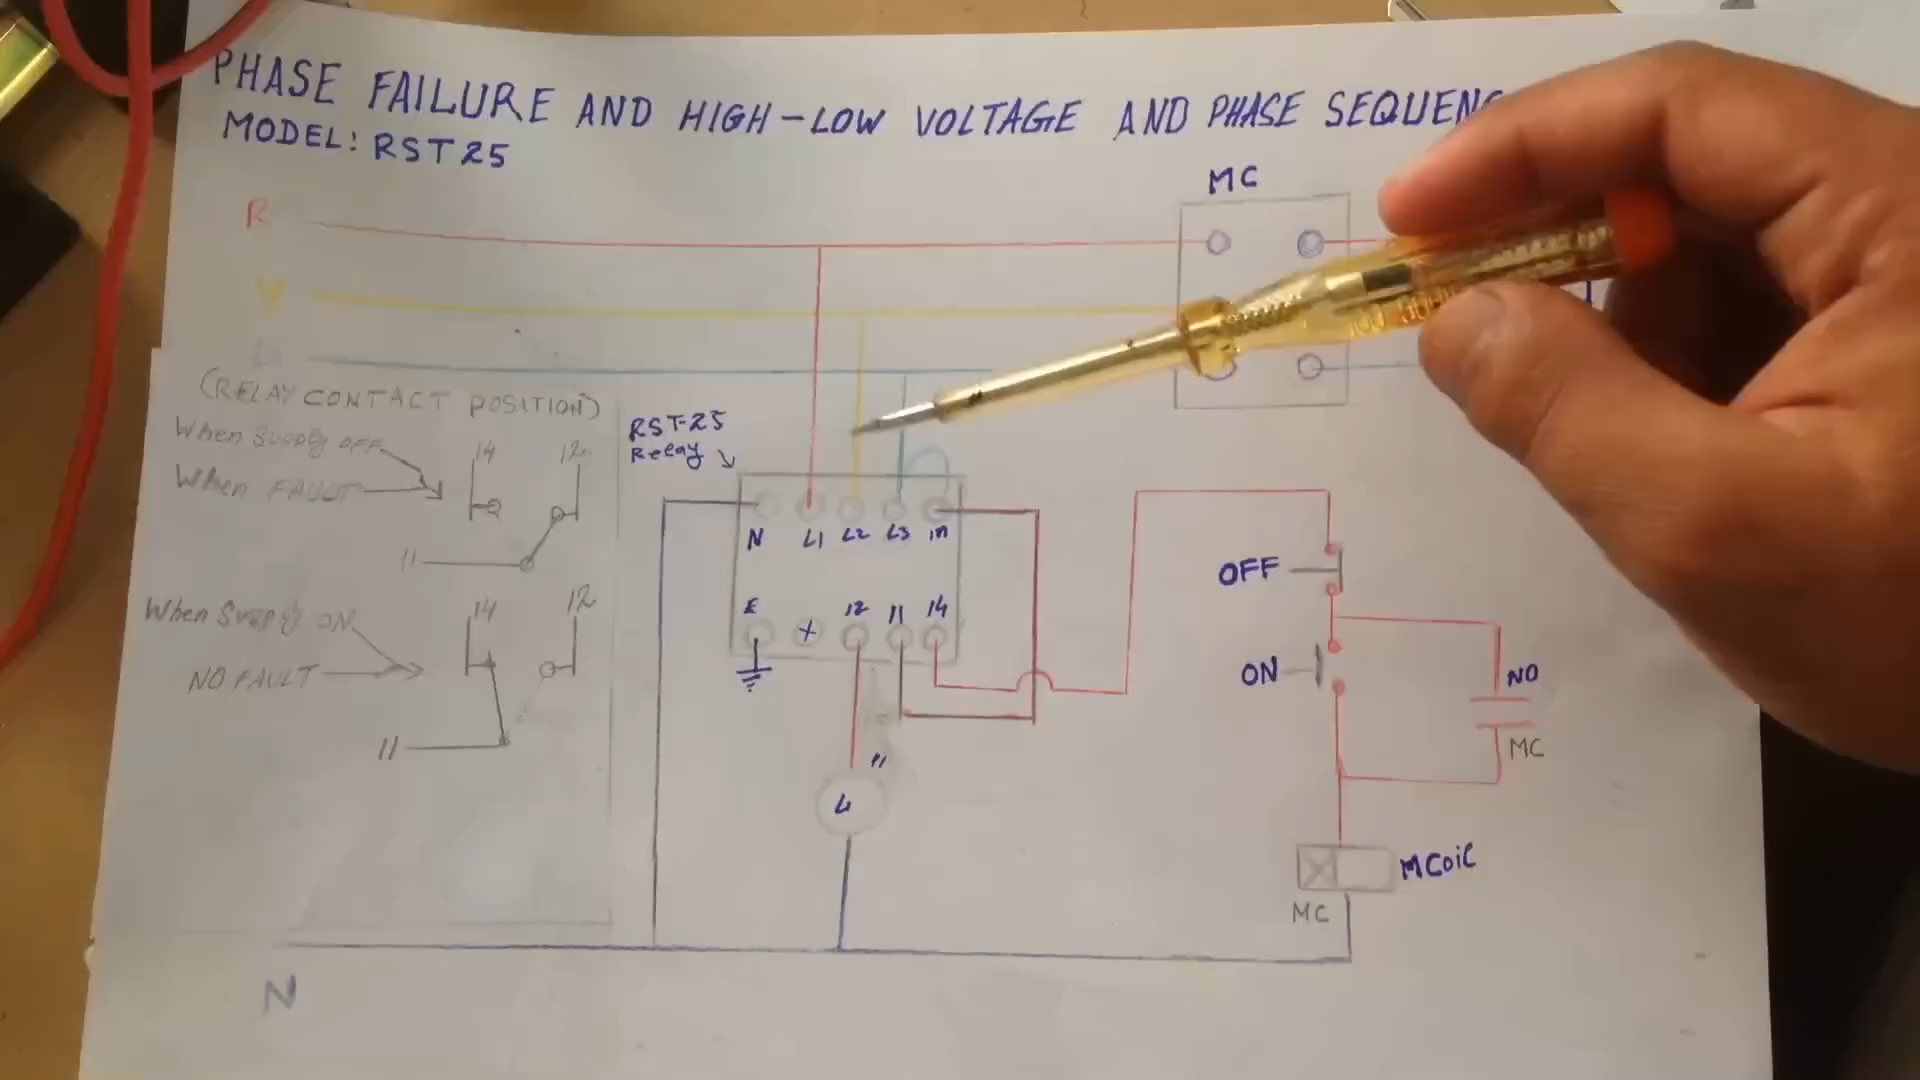 PHASE FAILURE AND HIGH-LOW VOLTAGE AND PHASE SEQUENC
MODEL: RST25
MC
R
Y
(RELAY CONTACT POSITION)
When Supply OFF
When FAULT
14
12
11
When Supply ON
NO FAULT
14
12
11
RST-25
Relay
N L1 L2 L3 in
E + 12 11 14
11
L
OFF
ON
NO
MC
MCoil
MC
N